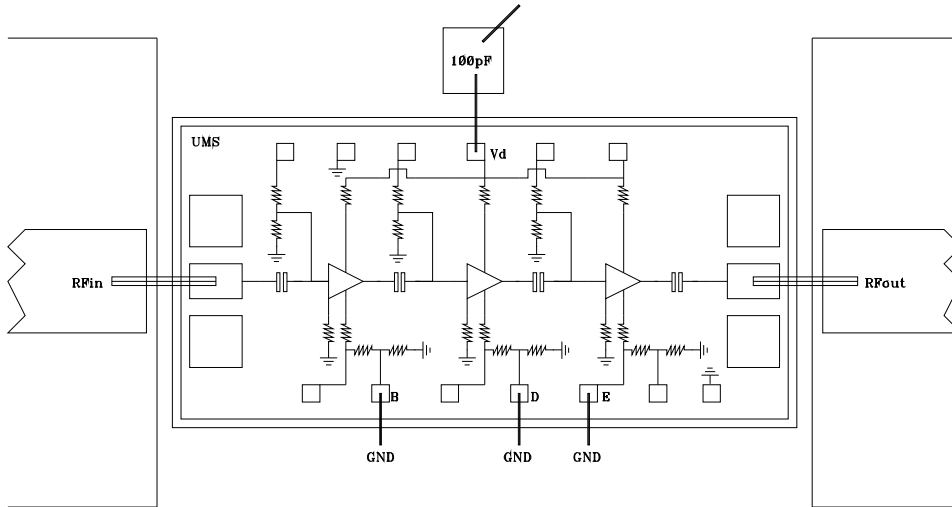 100pF
UMS
Vd
RFin
RFout
B
D
E
GND
GND
GND